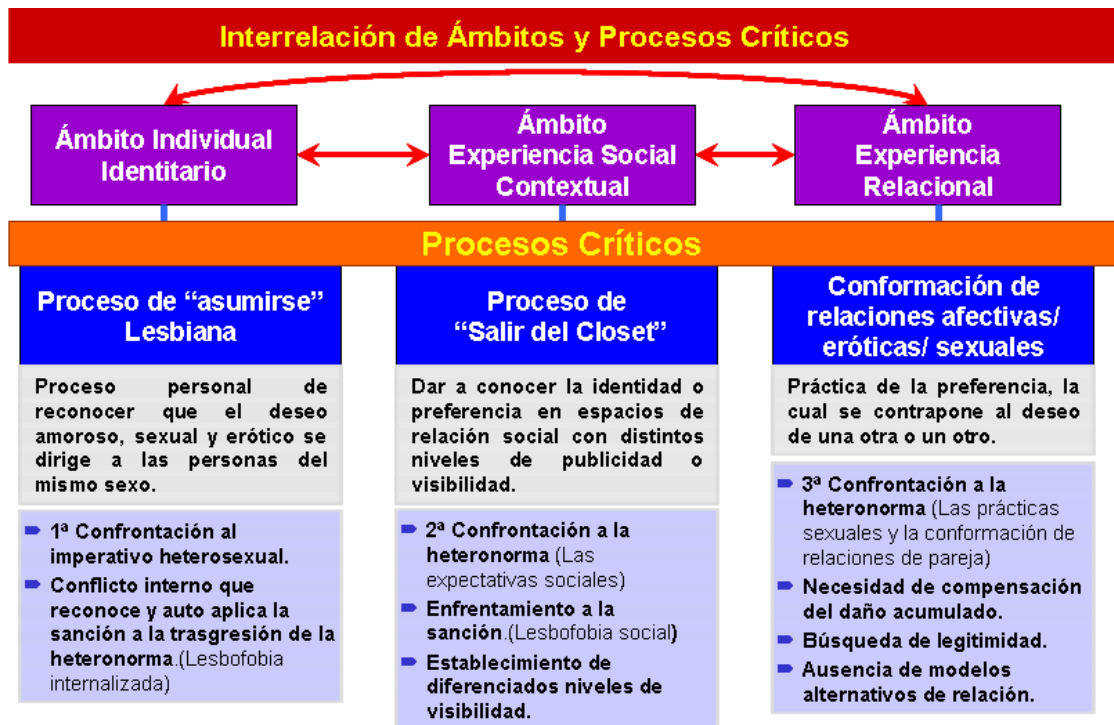 Interrelación de Ámbitos y Procesos Críticos
Ámbito Individual
Identitario
Ámbito
Experiencia Social
Contextual
Ámbito
Experiencia
Relacional
Procesos Críticos
Proceso de “asumirse”
Lesbiana
Proceso personal de
reconocer que el deseo
amoroso, sexual y erótico se
dirige a las personas del
mismo sexo.
1ª Confrontación al
imperativo heterosexual.
Conflicto interno que
reconoce y auto aplica la
sanción a la trasgresión de la
heteronorma.(Lesbofobia
internalizada)
Proceso de
“Salir del Closet”
Dar a conocer la identidad o
preferencia en espacios de
relación social con distintos
niveles de publicidad o
visibilidad.
2ª Confrontación a la
heteronorma (Las
expectativas sociales)
Enfrentamiento a la
sanción.(Lesbofobia social)
Establecimiento de
diferenciados niveles de
visibilidad.
Conformación de
relaciones afectivas/
eróticas/ sexuales
Práctica de la preferencia, la
cual se contrapone al deseo
de una otra o un otro.
3ª Confrontación a la
heteronorma (Las prácticas
sexuales y la conformación de
relaciones de pareja)
Necesidad de compensación
del daño acumulado.
Búsqueda de legitimidad.
Ausencia de modelos
alternativos de relación.